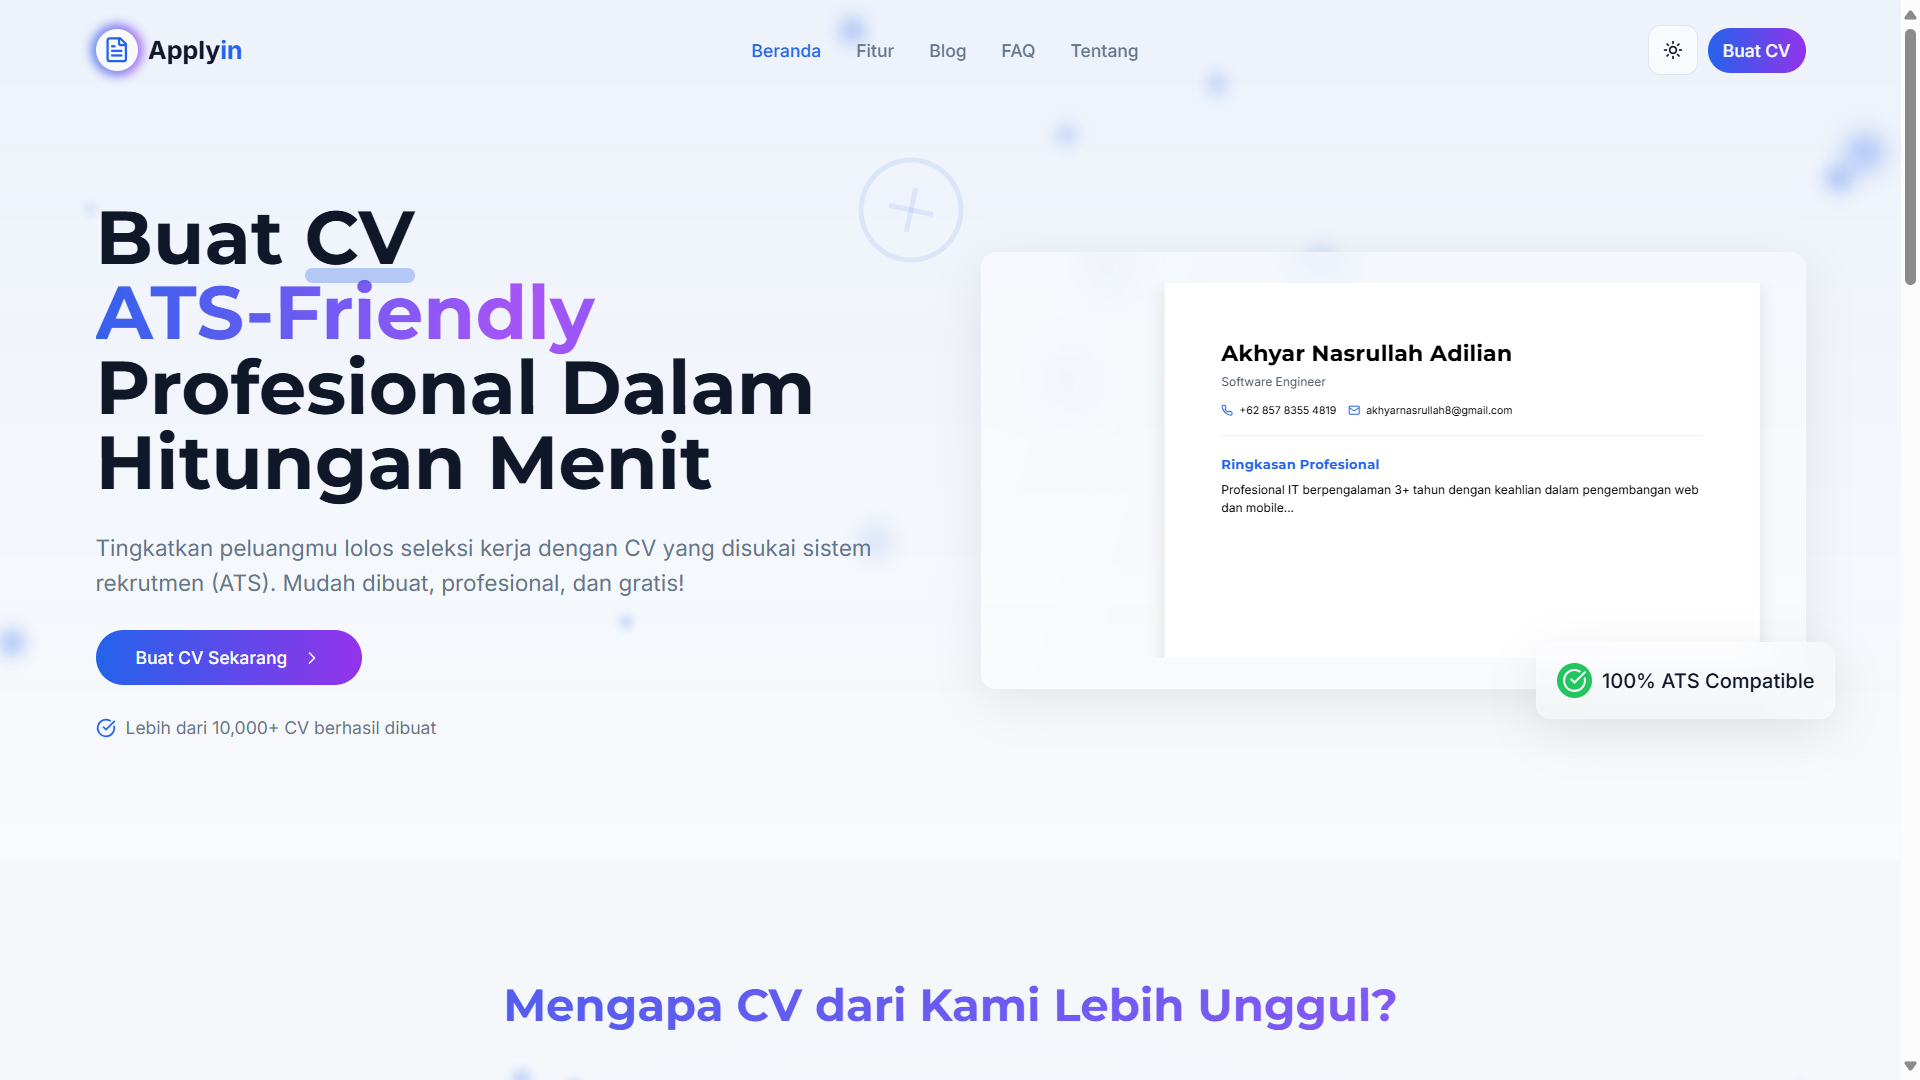 Applyin
Beranda
Fitur
Blog
FAQ
Tentang
Buat CV
Buat CV
ATS-Friendly
Profesional Dalam
Hitungan Menit
Tingkatkan peluangmu lolos seleksi kerja dengan CV yang disukai sistem
rekrutmen (ATS). Mudah dibuat, profesional, dan gratis!
Buat CV Sekarang
Lebih dari 10,000+ CV berhasil dibuat
Akhyar Nasrullah Adilian
Software Engineer
+62 857 8355 4819
akhyarnasrullah8@gmail.com
Ringkasan Profesional
Profesional IT berpengalaman 3+ tahun dengan keahlian dalam pengembangan web
dan mobile...
100% ATS Compatible
Mengapa CV dari Kami Lebih Unggul?